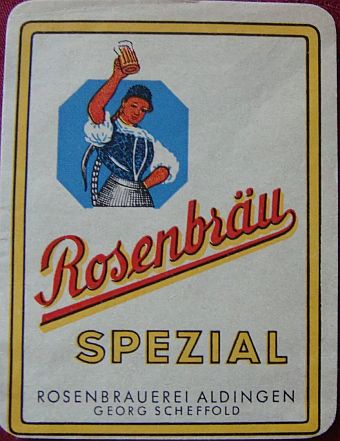 Rosenbräu
SPEZIAL
ROSENBRAUEREI ALDINGEN
GEORG SCHEFFOLD